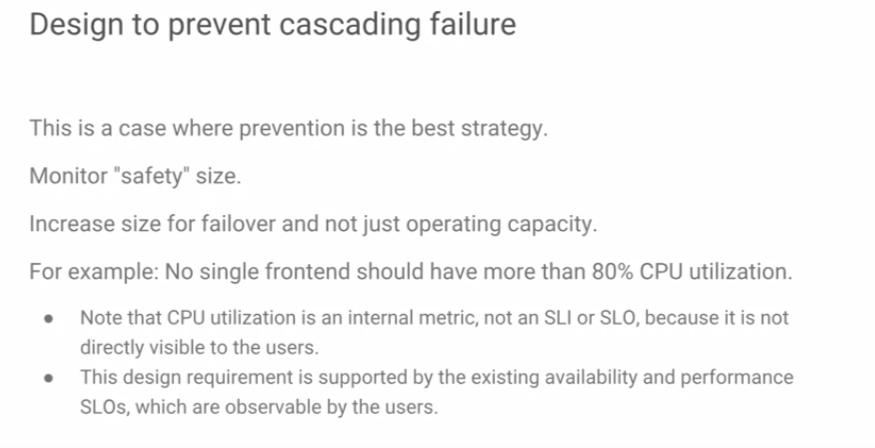 Design to prevent cascading failure
This is a case where prevention is the best strategy.
Monitor "safety" size.
Increase size for failover and not just operating capacity.
For example: No single frontend should have more than 80% CPU utilization.
● Note that CPU utilization is an internal metric, not an SLI or SLO, because it is not
directly visible to the users.
● This design requirement is supported by the existing availability and performance
SLOs, which are observable by the users.